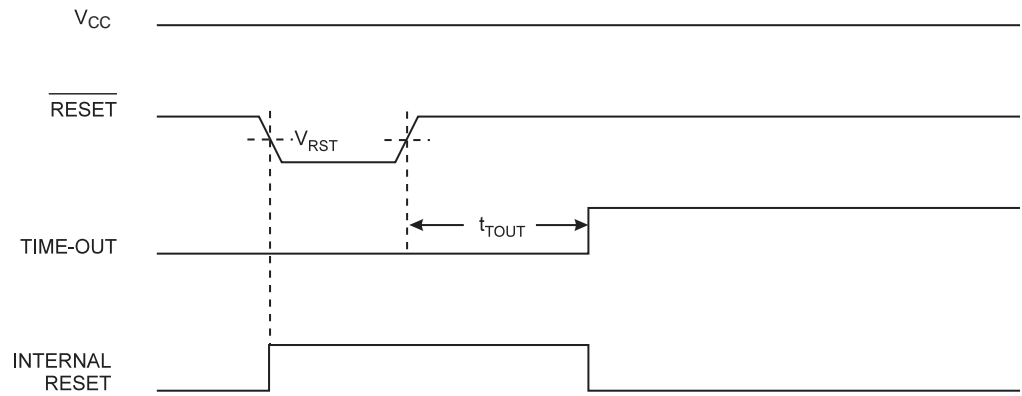 VCC
RESET
VRST
tTOUT
TIME-OUT
INTERNAL
RESET